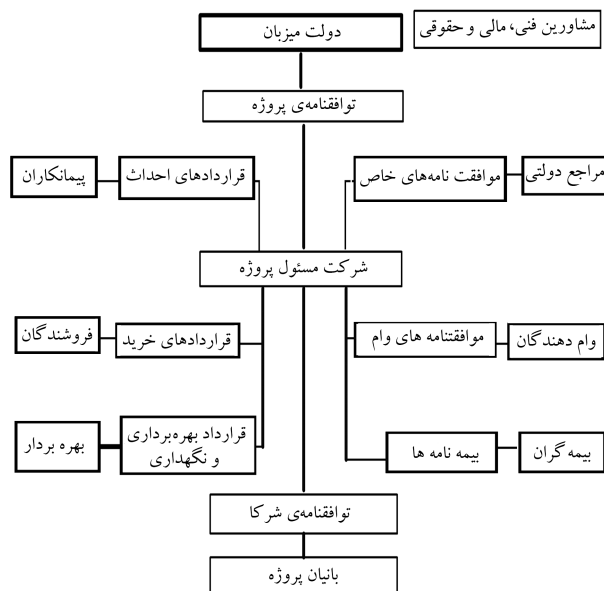 مشاورین فنی، مالی و حقوقی
دولت میزبان
توافقنامه‌ی پروژه
مراجع دولتی
موافقت نامه‌های خاص
قراردادهای احداث
پیمانکاران
شرکت مسئول پروژه
وام دهندگان
موافقتنامه های وام
قراردادهای خرید
فروشندگان
بیمه گران
بیمه نامه ها
قرارداد بهره‌برداری
و نگهداری
بهره بردار
توافقنامه‌ی شرکا
بانیان پروژه